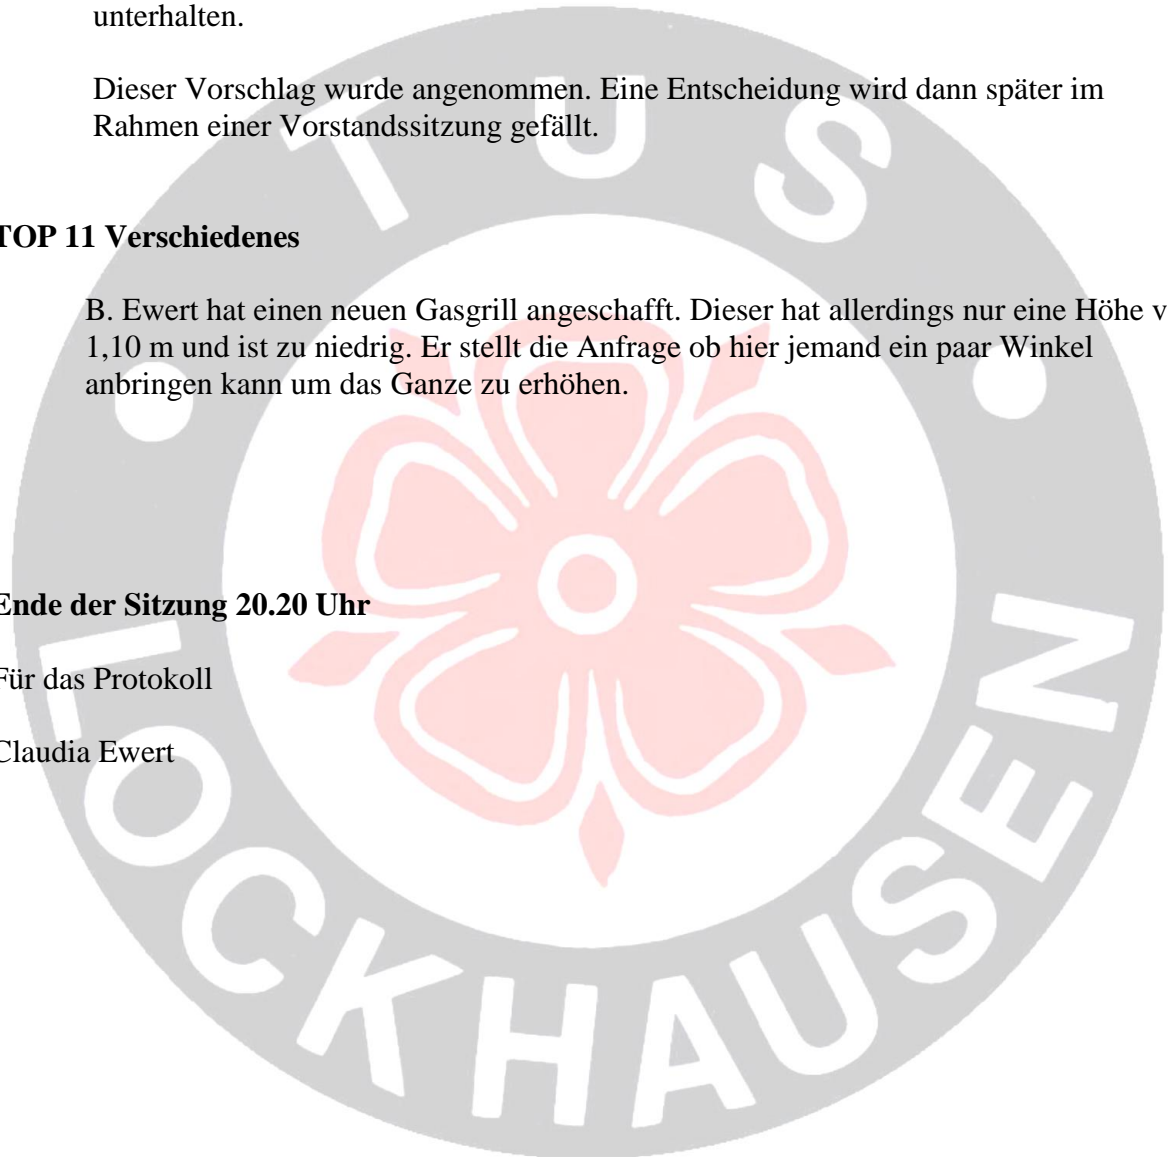 unterhalten.
Dieser Vorschlag wurde angenommen. Eine Entscheidung wird dann später im
Rahmen einer Vorstandssitzung gefällt.
TOP 11 Verschiedenes
B. Ewert hat einen neuen Gasgrill angeschafft. Dieser hat allerdings nur eine Höhe v
1,10 m und ist zu niedrig. Er stellt die Anfrage ob hier jemand ein paar Winkel
anbringen kann um das Ganze zu erhöhen.
Ende der Sitzung 20.20 Uhr
Für das Protokoll
Claudia Ewert
TUS
LOCKHAUSEN